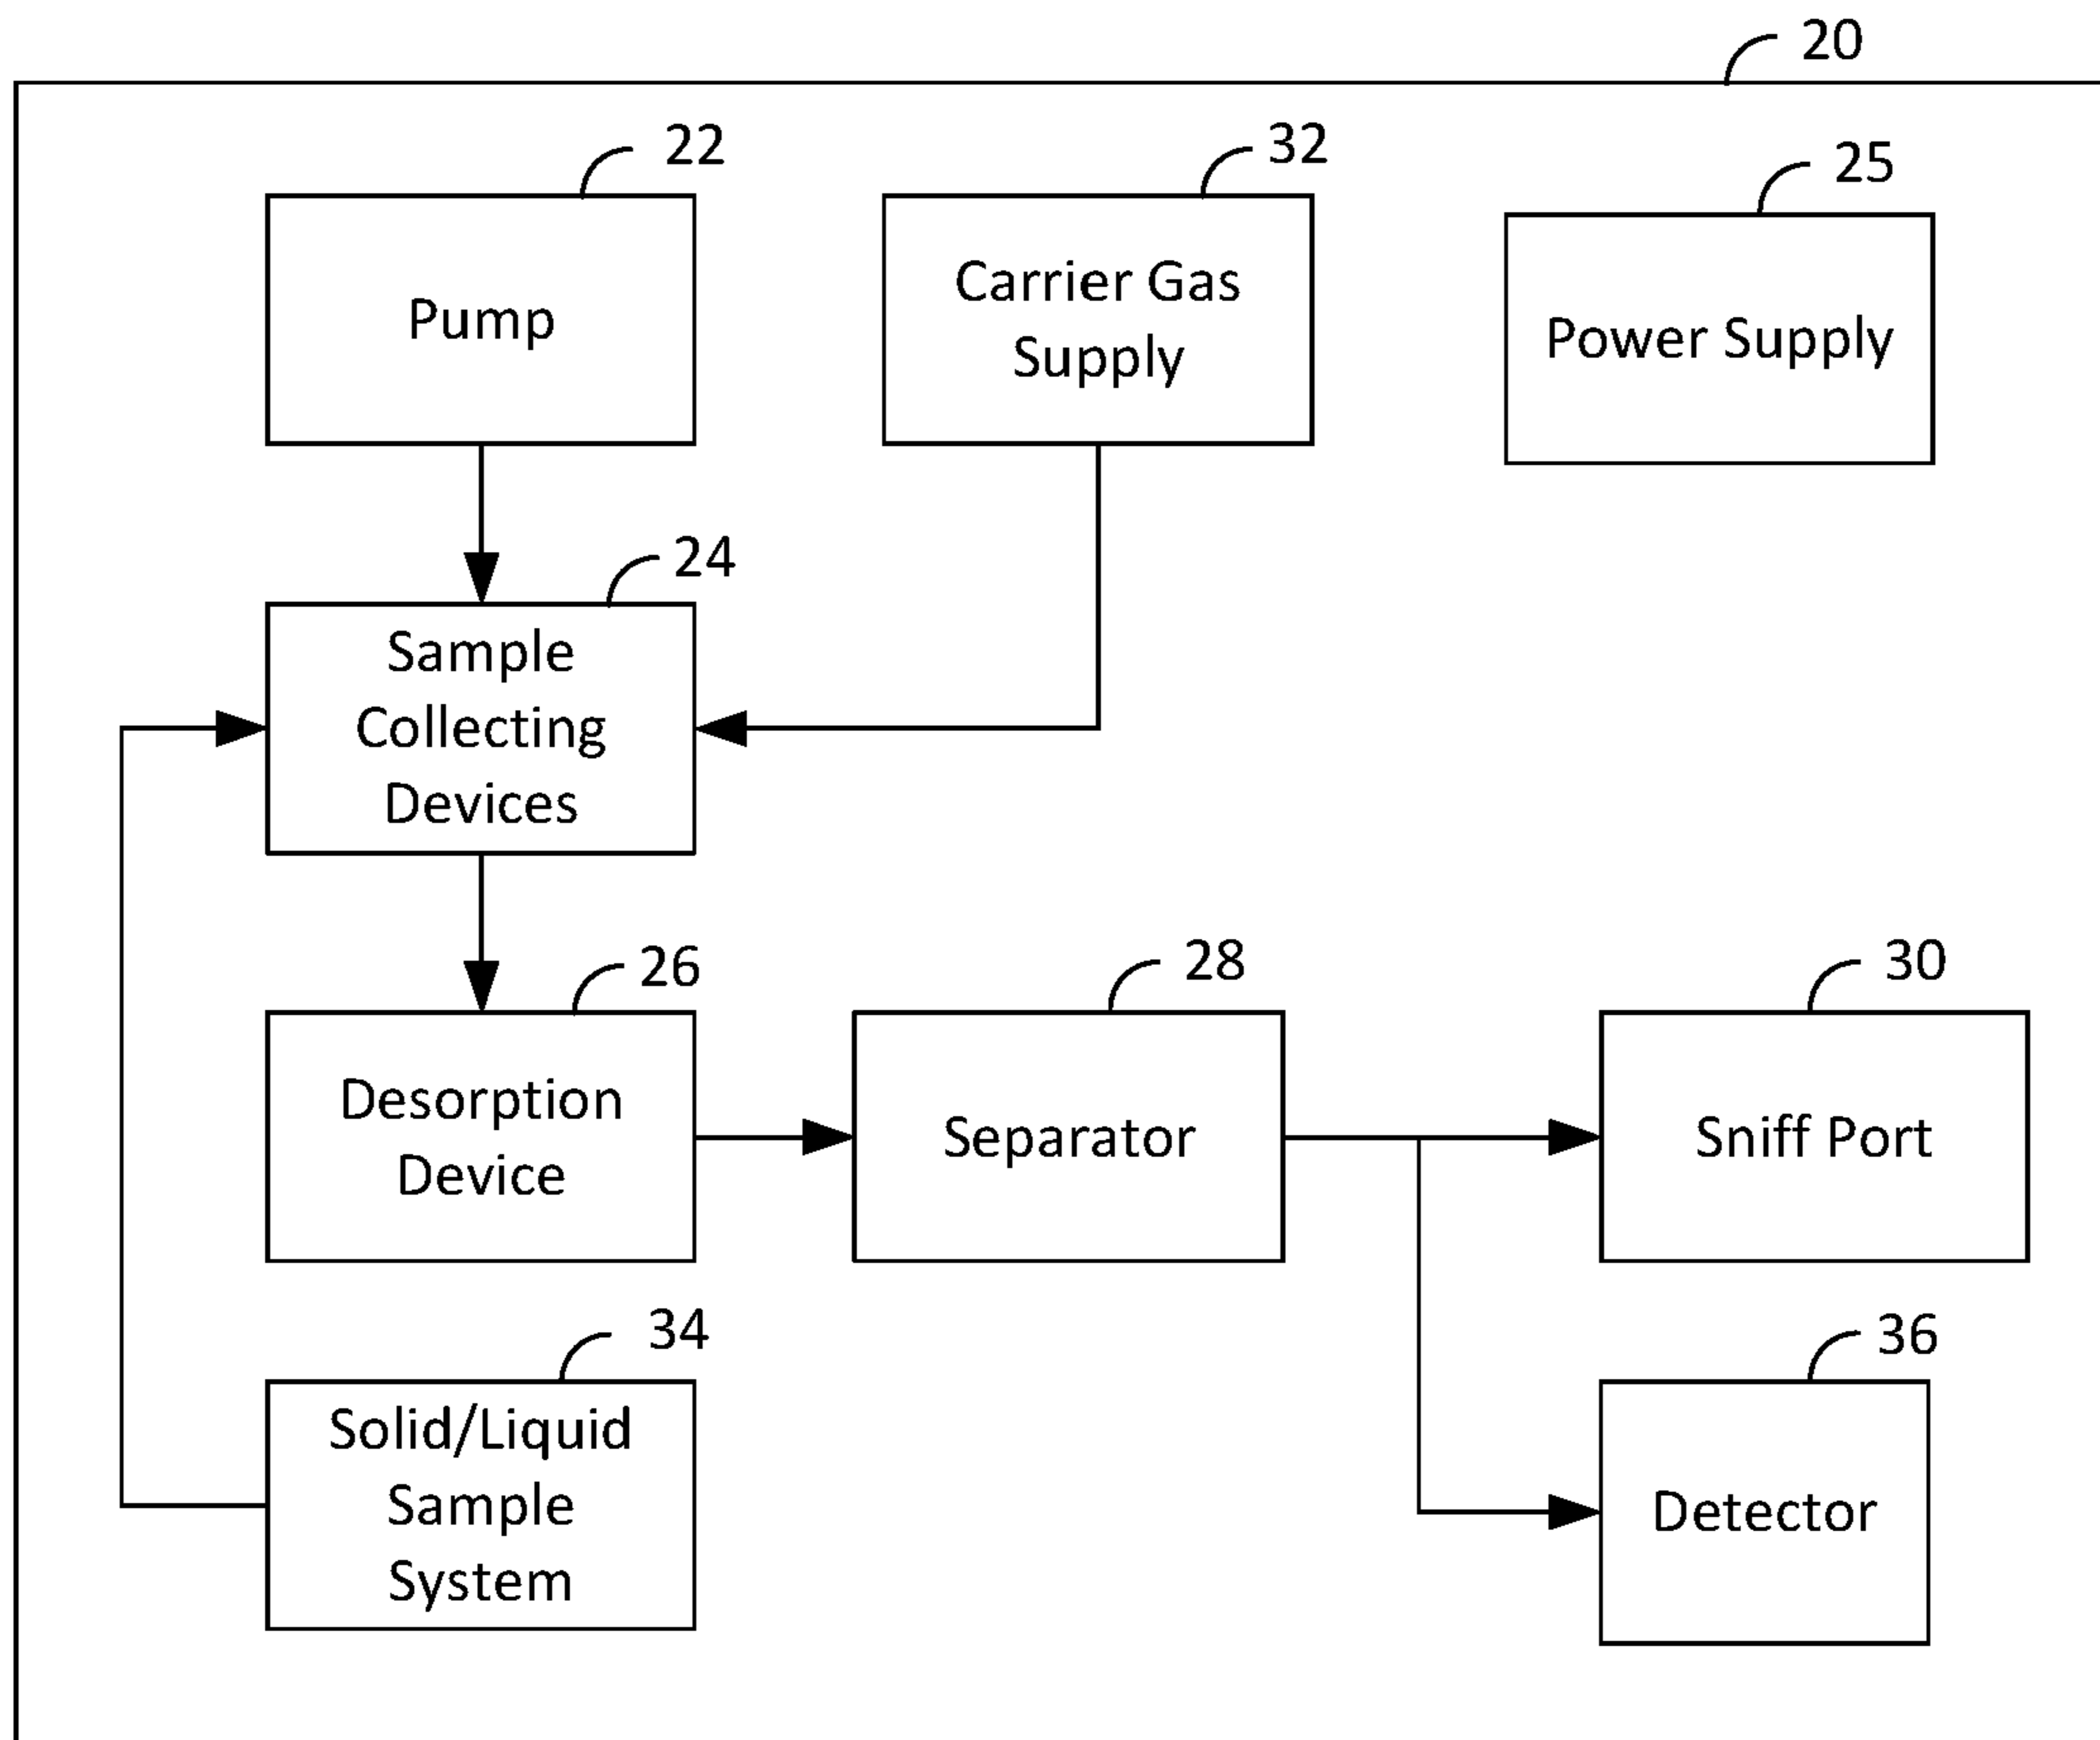 20
22
32
25
Pump
Carrier Gas
Supply
Power Supply
24
Sample
Collecting
Devices
26
28
30
Desorption
Device
Separator
Sniff Port
34
36
Solid/Liquid
Sample
System
Detector